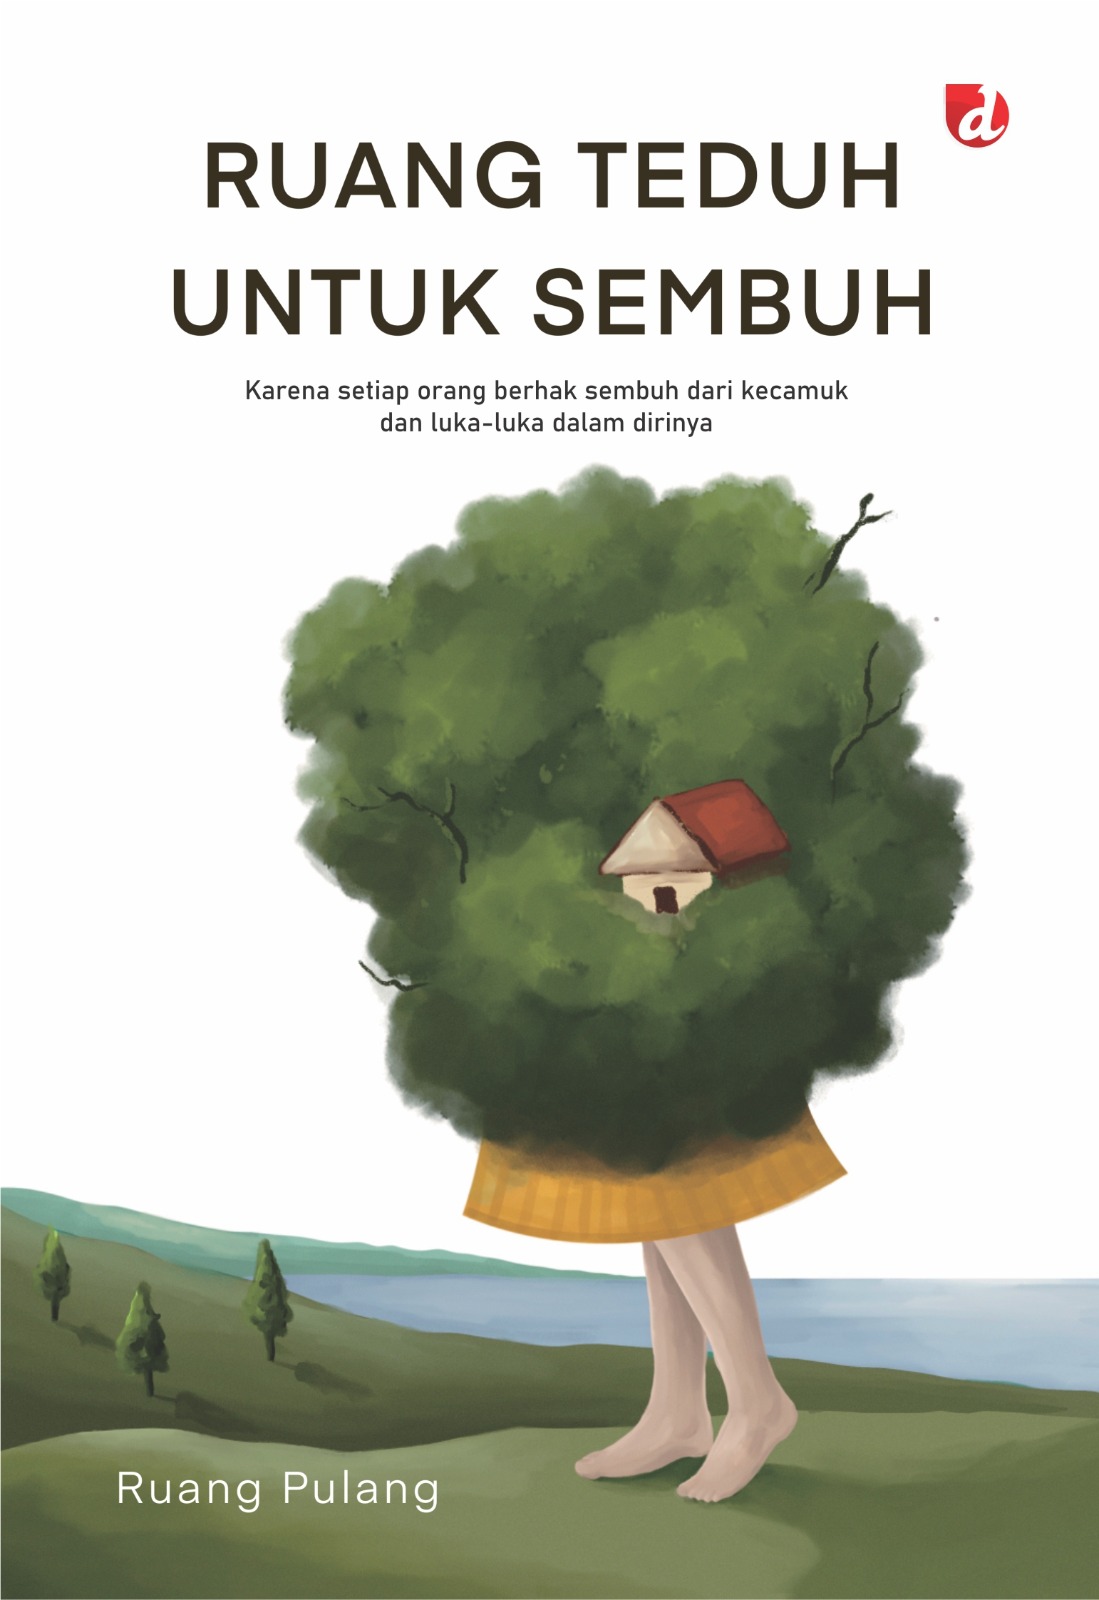 d
RUANG TEDUH
UNTUK SEMBUH
Karena setiap orang berhak sembuh dari kecamuk
dan luka-luka dalam dirinya
Ruang Pulang